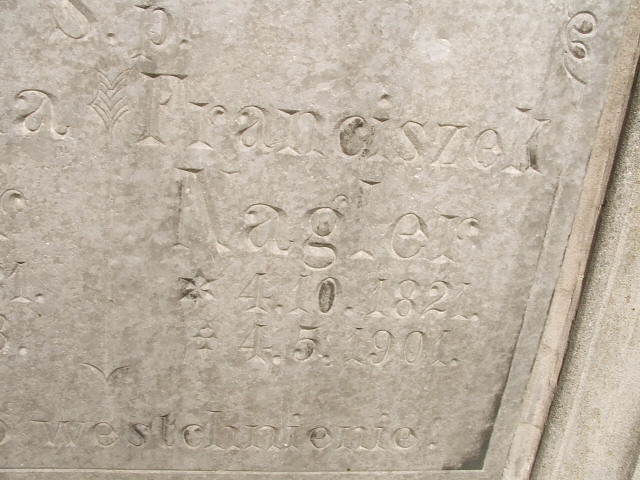 Ś. p.
Franciszek
Nagler
* 4. 10. 1821.
+ 4. 5. 1901.
o westchnienie.